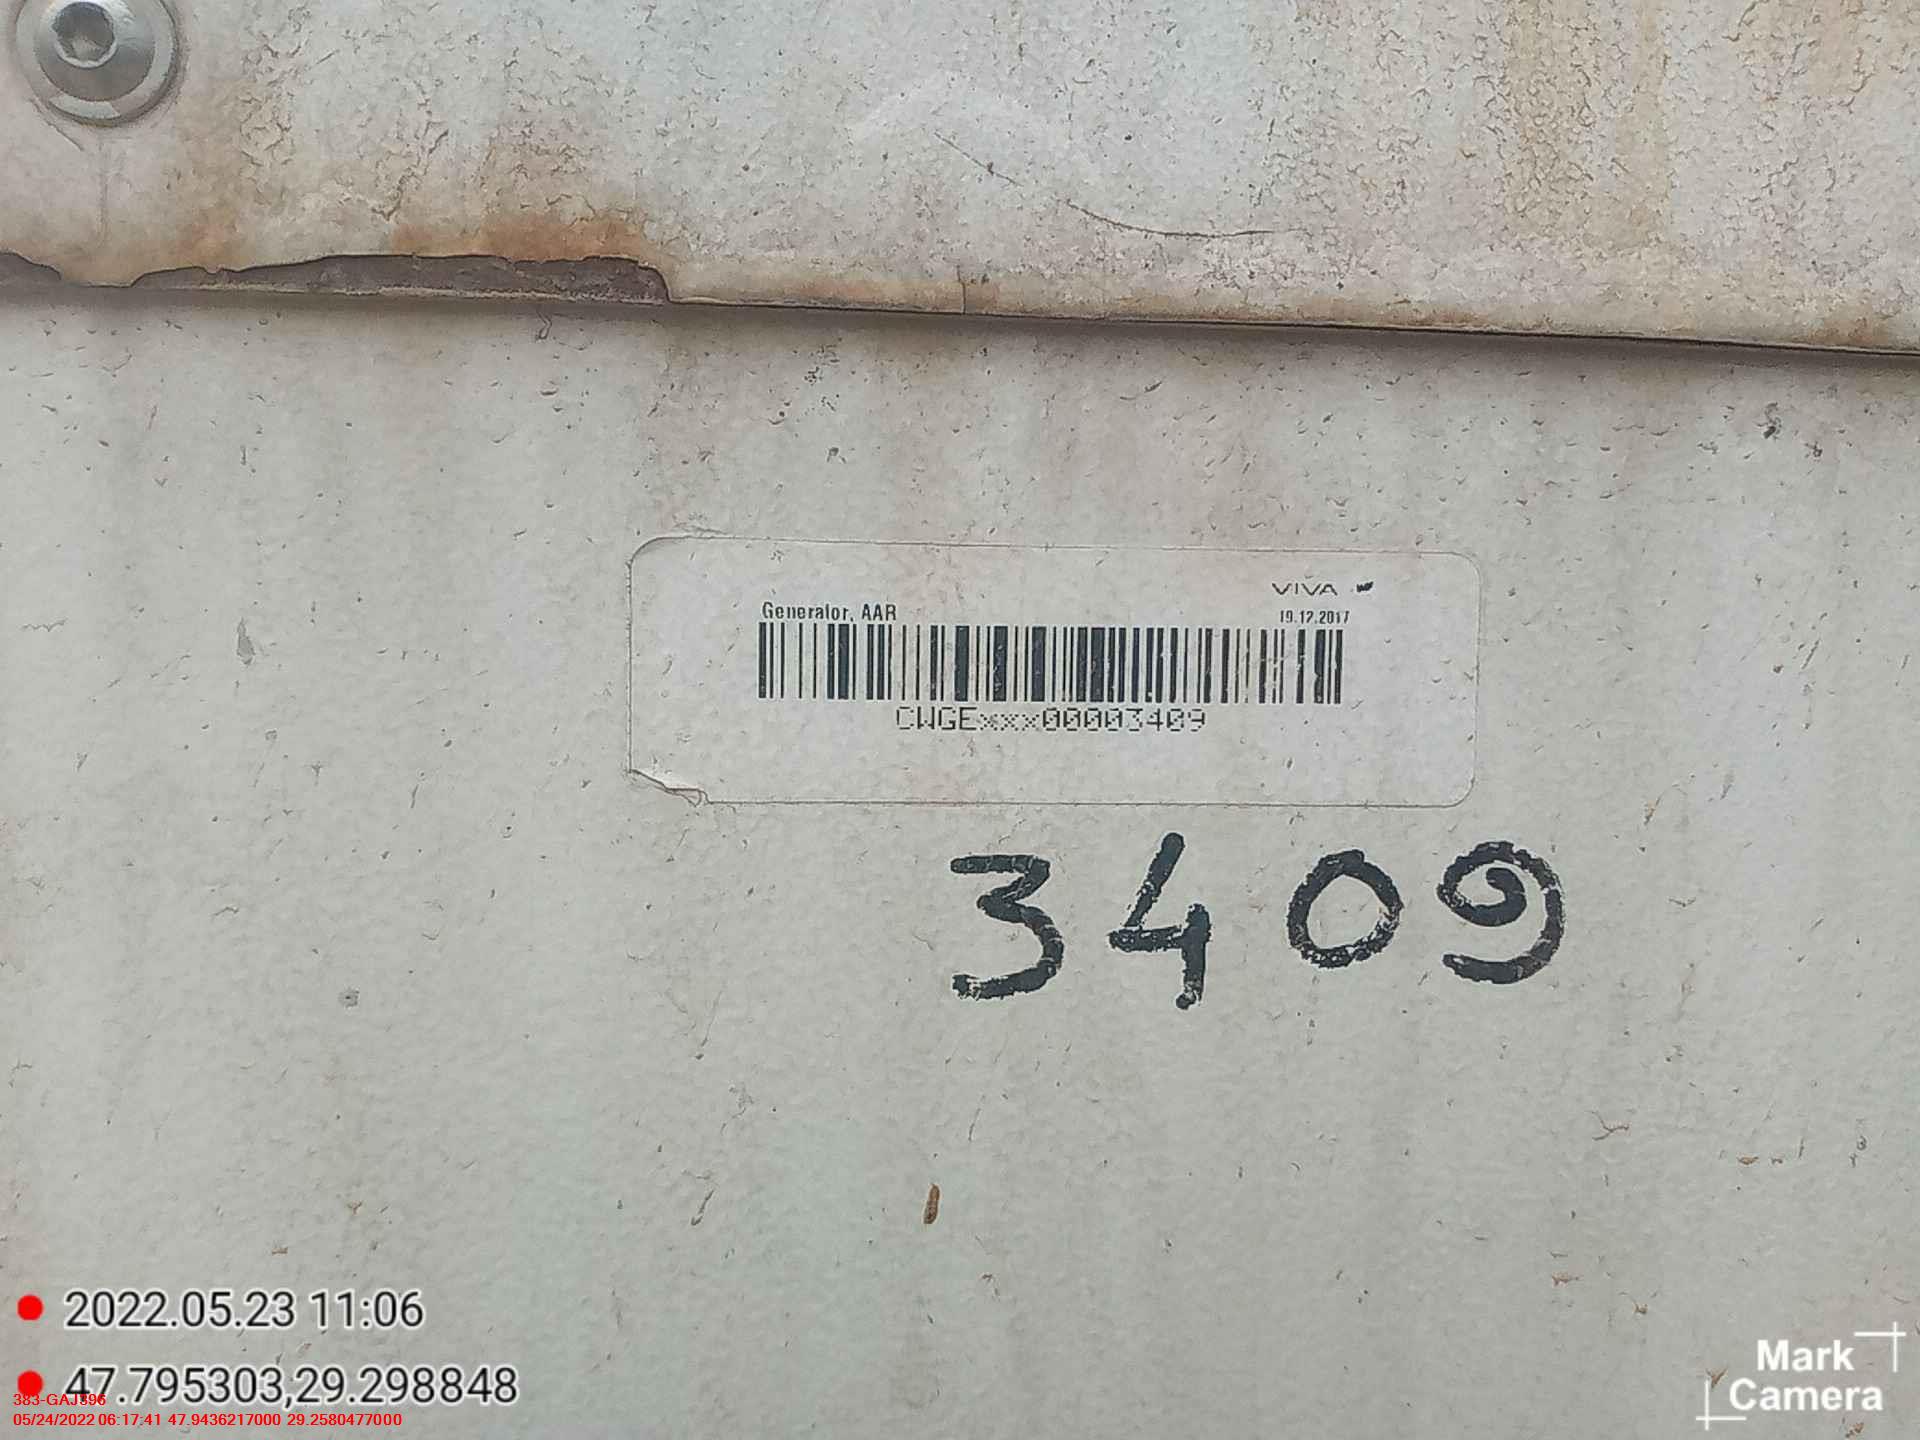 VIVA
Generator, AAR 19.12.2017
CWGExxx00003409
3409
2022.05.23 11:06
47.795303,29.298848
383-GAJ896
05/24/2022 06:17:41 47.9436217000 29.2580477000
Mark
Camera